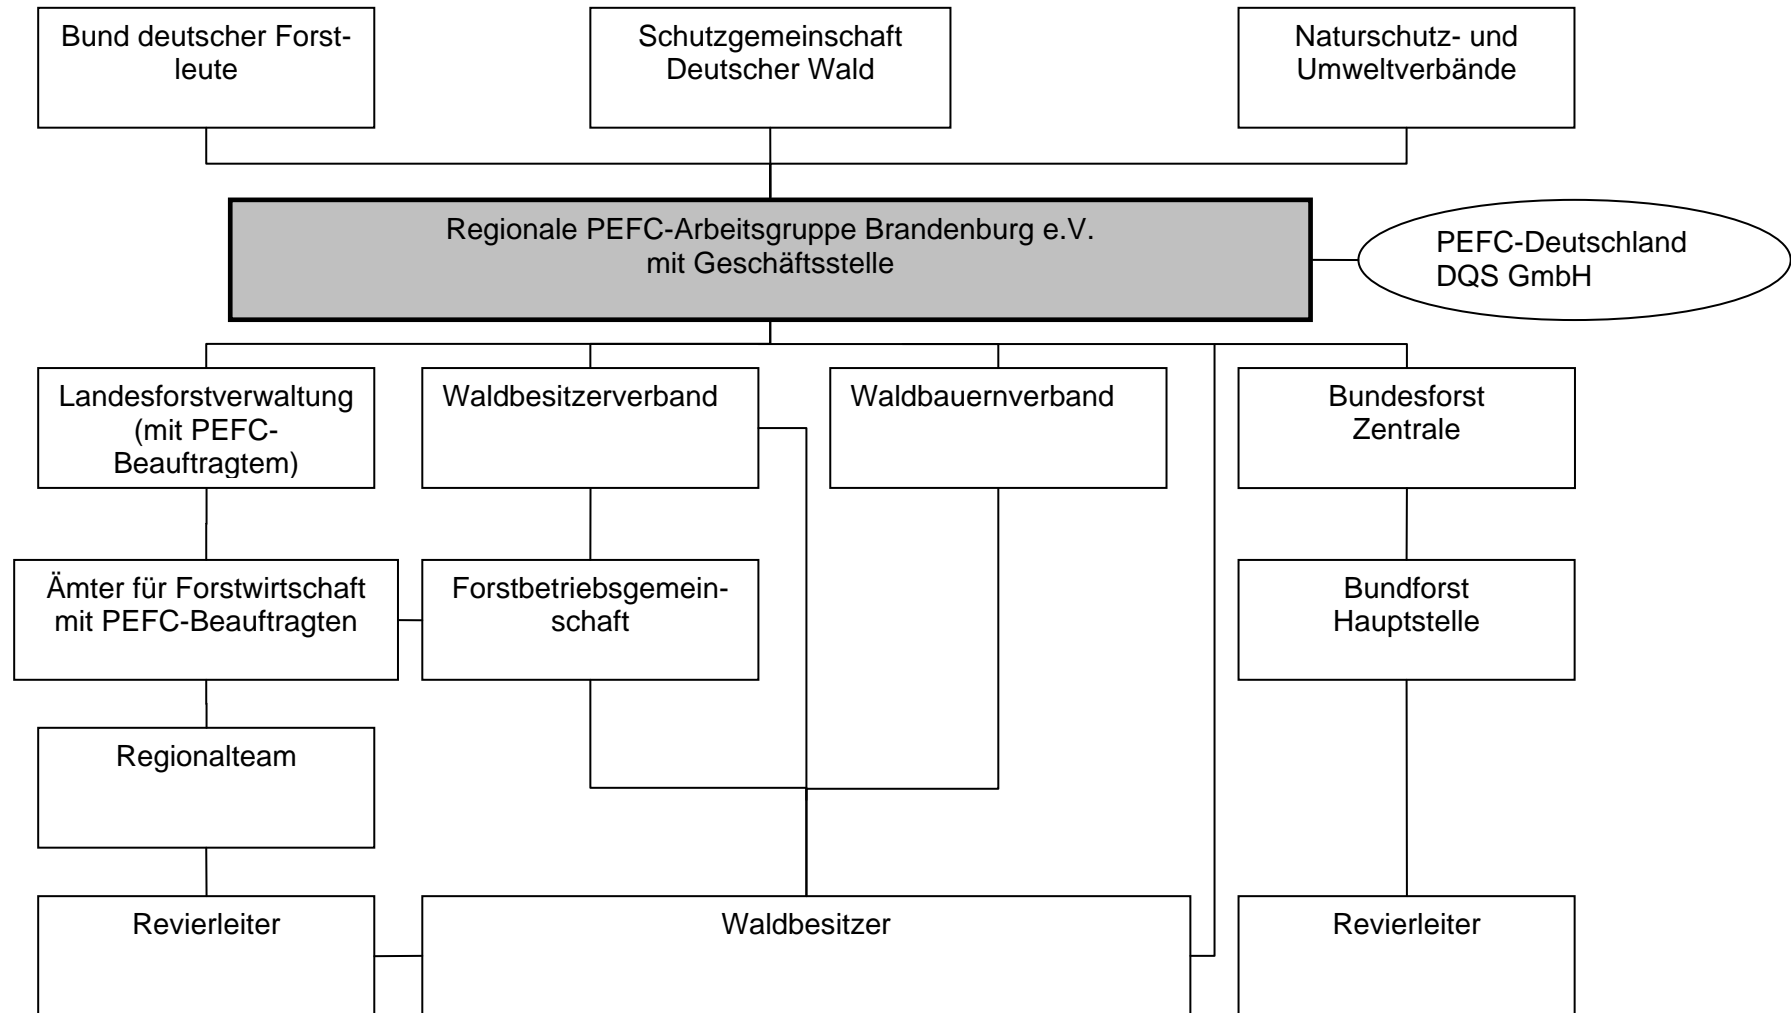 Bund deutscher Forst-
leute
Schutzgemeinschaft
Deutscher Wald
Naturschutz- und
Umweltverbände
Regionale PEFC-Arbeitsgruppe Brandenburg e.V.
mit Geschäftsstelle
PEFC-Deutschland
DQS GmbH
Landesforstverwaltung
(mit PEFC-
Beauftragtem)
Waldbesitzerverband
Waldbauernverband
Bundesforst
Zentrale
Ämter für Forstwirtschaft
mit PEFC-Beauftragten
Forstbetriebsgemein-
schaft
Bundforst
Hauptstelle
Regionalteam
Revierleiter
Waldbesitzer
Revierleiter